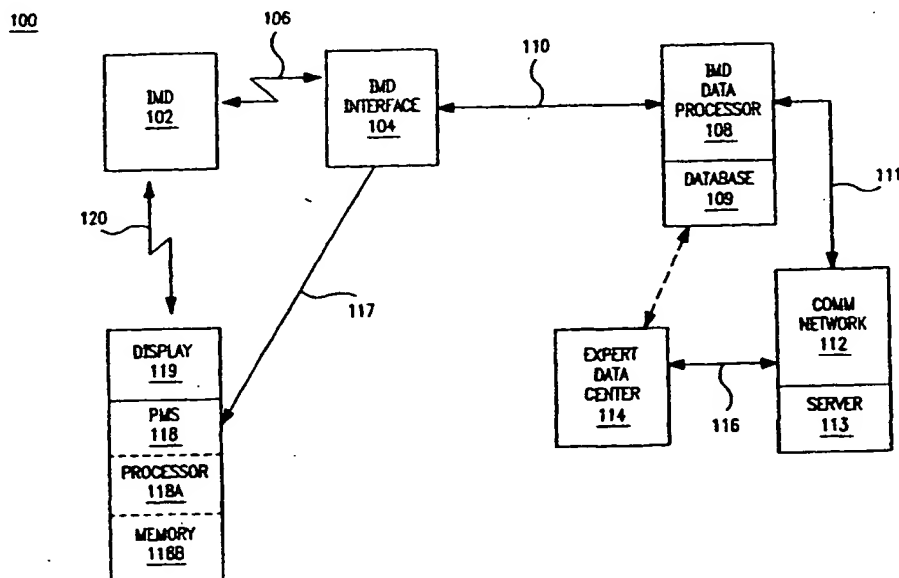 100
106
IMD
102
IMD
INTERFACE
104
110
IMD
DATA
PROCESSOR
108
DATABASE
109
111
120
117
DISPLAY
119
PMS
118
PROCESSOR
118A
MEMORY
118B
EXPERT
DATA
CENTER
114
116
COMM
NETWORK
112
SERVER
113